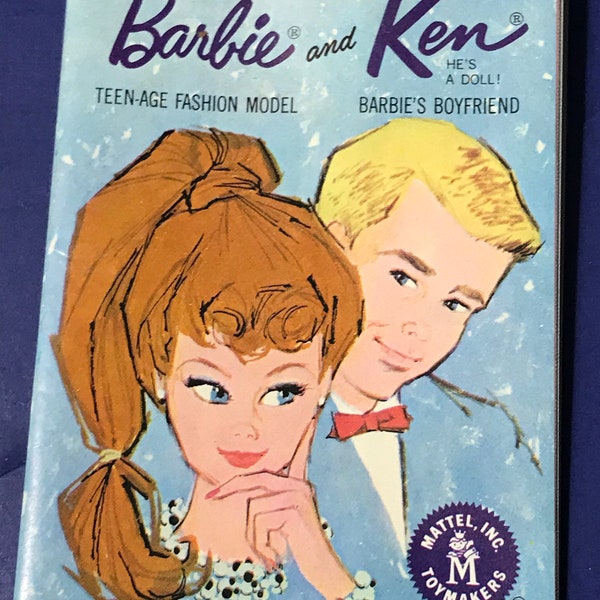 Barbie® and Ken®
HE'S
A DOLL!
TEEN-AGE FASHION MODEL
BARBIE'S BOYFRIEND
MATTEL, INC.
M
TOYMAKERS
®